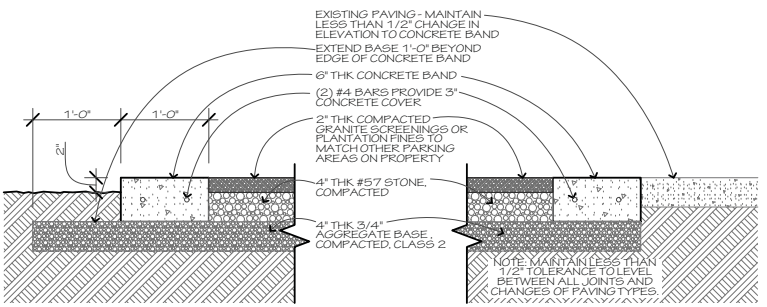 EXISTING PAVING - MAINTAIN
LESS THAN 1/2" CHANGE IN
ELEVATION TO CONCRETE BAND
EXTEND BASE 1'-0" BEYOND
EDGE OF CONCRETE BAND
6" THK CONCRETE BAND
(2) #4 BARS PROVIDE 3"
CONCRETE COVER
1'-0"
1'-0"
2" THK COMPACTED
GRANITE SCREENINGS OR
PLANTATION FINES TO
MATCH OTHER PARKING
AREAS ON PROPERTY
2"
4" THK #57 STONE,
COMPACTED
4" THK 3/4"
AGGREGATE BASE,
COMPACTED, CLASS 2
NOTE: MAINTAIN LESS THAN
1/2" TOLERANCE TO LEVEL
BETWEEN ALL JOINTS AND
CHANGES OF PAVING TYPES.